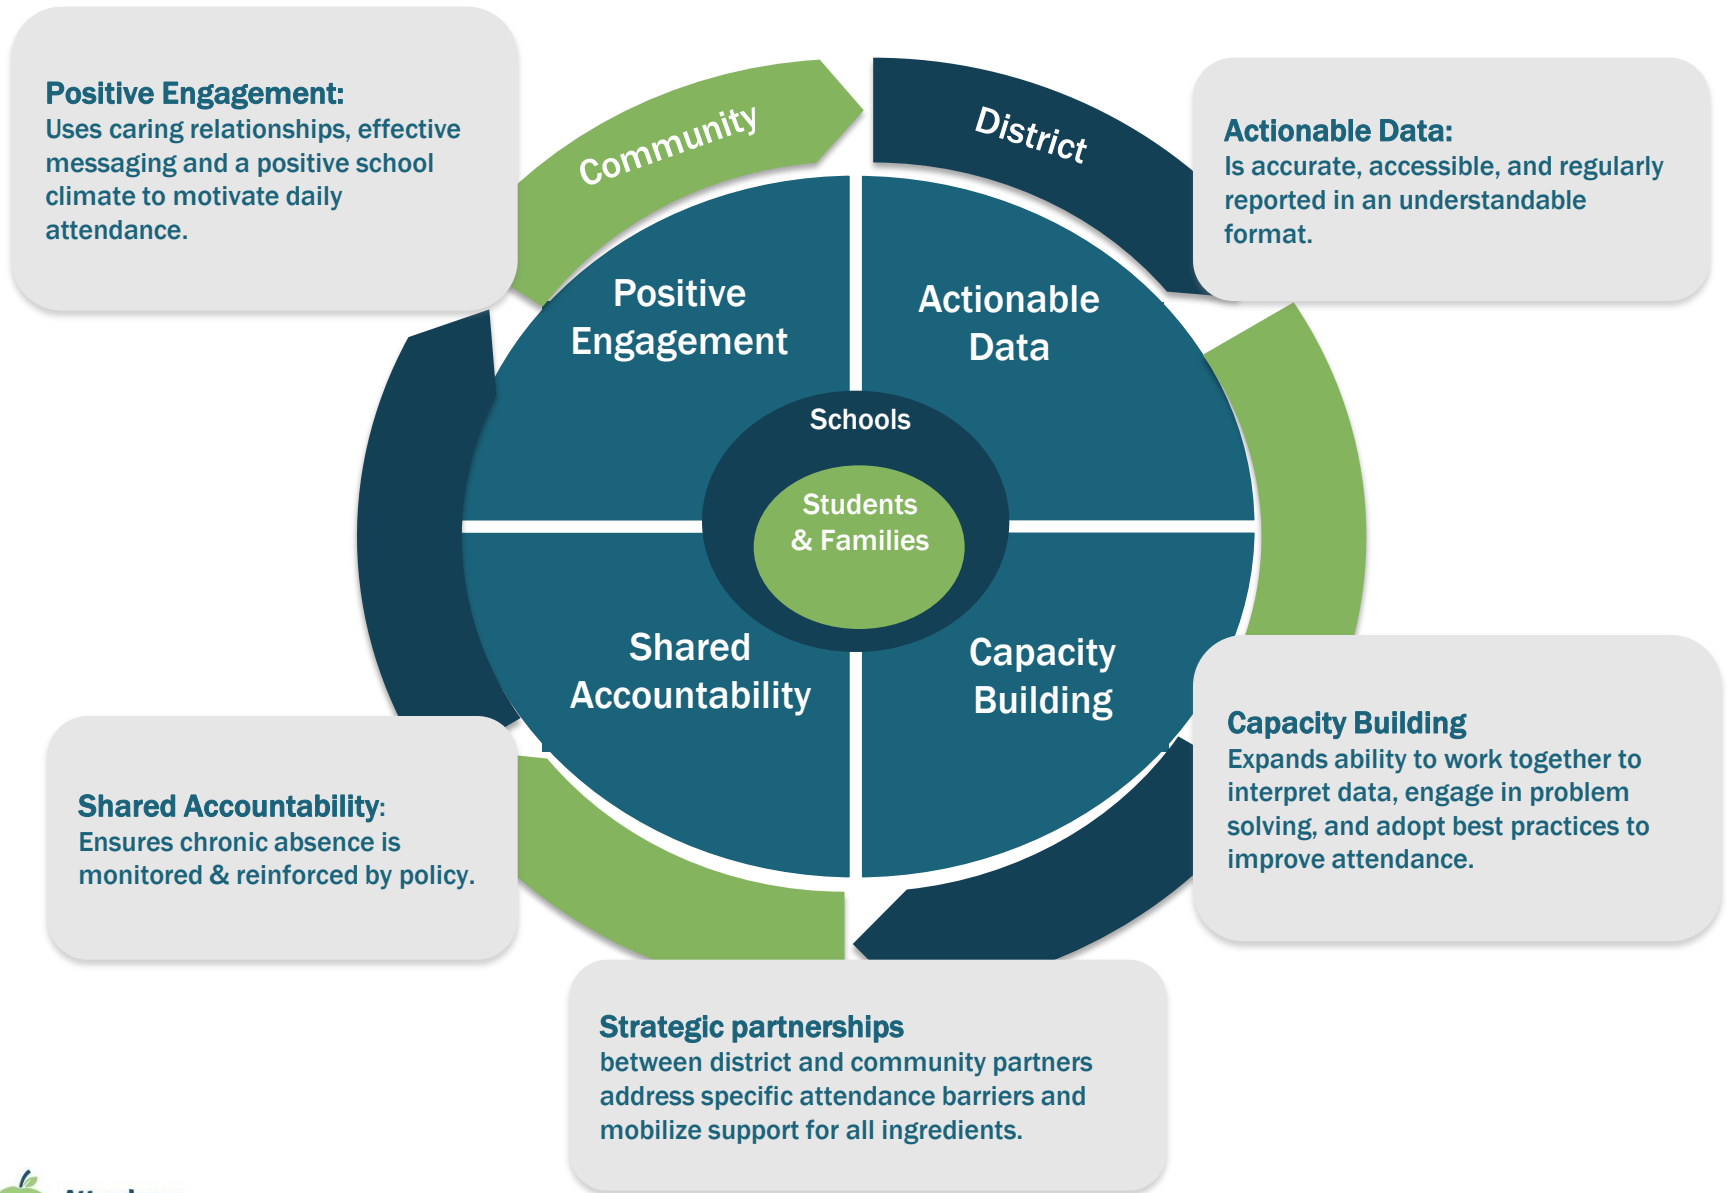 Positive Engagement:
Uses caring relationships, effective
messaging and a positive school
climate to motivate daily
attendance.
Community
District
Actionable Data:
Is accurate, accessible, and regularly
reported in an understandable
format.
Positive
Engagement
Actionable
Data
Schools
Students
& Families
Shared
Accountability
Capacity
Building
Shared Accountability:
Ensures chronic absence is
monitored & reinforced by policy.
Capacity Building
Expands ability to work together to
interpret data, engage in problem
solving, and adopt best practices to
improve attendance.
Strategic partnerships
between district and community partners
address specific attendance barriers and
mobilize support for all ingredients.